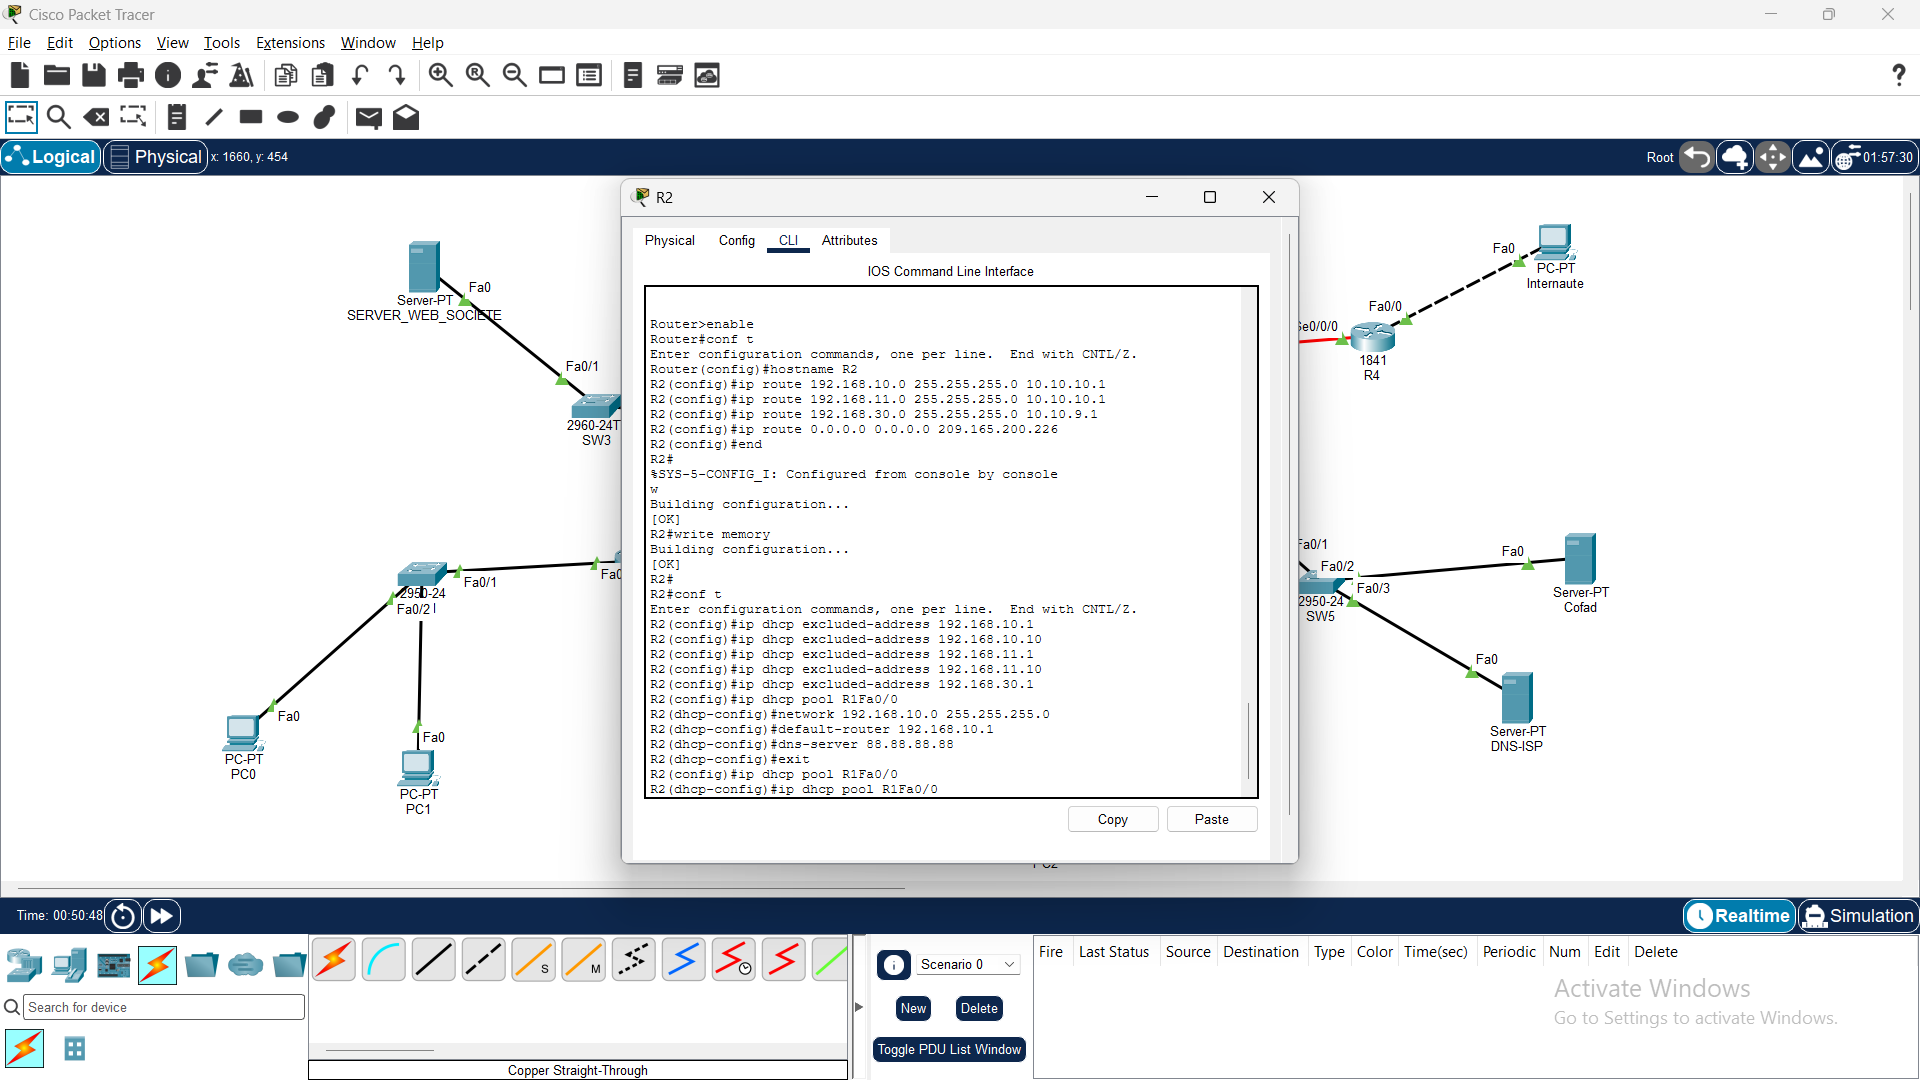 Cisco Packet Tracer
File Edit Options View Tools Extensions Window Help
Logical Physical x: 1660, y: 454 Root 01:57:30
R2
Physical Config CLI Attributes
IOS Command Line Interface
Router>enable
Router#conf t
Enter configuration commands, one per line. End with CNTL/Z.
Router(config)#hostname R2
R2(config)#ip route 192.168.10.0 255.255.255.0 10.10.10.1
R2(config)#ip route 192.168.11.0 255.255.255.0 10.10.10.1
R2(config)#ip route 192.168.30.0 255.255.255.0 10.10.9.1
R2(config)#ip route 0.0.0.0 0.0.0.0 209.165.200.226
R2(config)#end
R2#
%SYS-5-CONFIG_I: Configured from console by console
w
Building configuration...
[OK]
R2#write memory
Building configuration...
[OK]
R2#
R2#conf t
Enter configuration commands, one per line. End with CNTL/Z.
R2(config)#ip dhcp excluded-address 192.168.10.1
R2(config)#ip dhcp excluded-address 192.168.10.10
R2(config)#ip dhcp excluded-address 192.168.11.1
R2(config)#ip dhcp excluded-address 192.168.11.10
R2(config)#ip dhcp excluded-address 192.168.30.1
R2(config)#ip dhcp pool R1Fa0/0
R2(dhcp-config)#network 192.168.10.0 255.255.255.0
R2(dhcp-config)#default-router 192.168.10.1
R2(dhcp-config)#dns-server 88.88.88.88
R2(dhcp-config)#exit
R2(config)#ip dhcp pool R1Fa0/0
R2(dhcp-config)#ip dhcp pool R1Fa0/0
Copy Paste
Fa0
Server-PT
SERVER_WEB_SOCIETE
Fa0/1
2960-24T
SW3
Fa0/1
2950-24
Fa0/2
Fa0
PC-PT
PC0
Fa0
PC-PT
PC1
Fa0
PC-PT
Internaute
Fa0/0
Se0/0/0
1841
R4
Fa0/1
Fa0/2
Fa0/3
2950-24
SW5
Fa0
Server-PT
Cofad
Fa0
Server-PT
DNS-ISP
Time: 00:50:48 Realtime Simulation
Search for device
S
M
Copper Straight-Through
Scenario 0
New Delete
Toggle PDU List Window
Fire Last Status Source Destination Type Color Time(sec) Periodic Num Edit Delete
Activate Windows
Go to Settings to activate Windows.